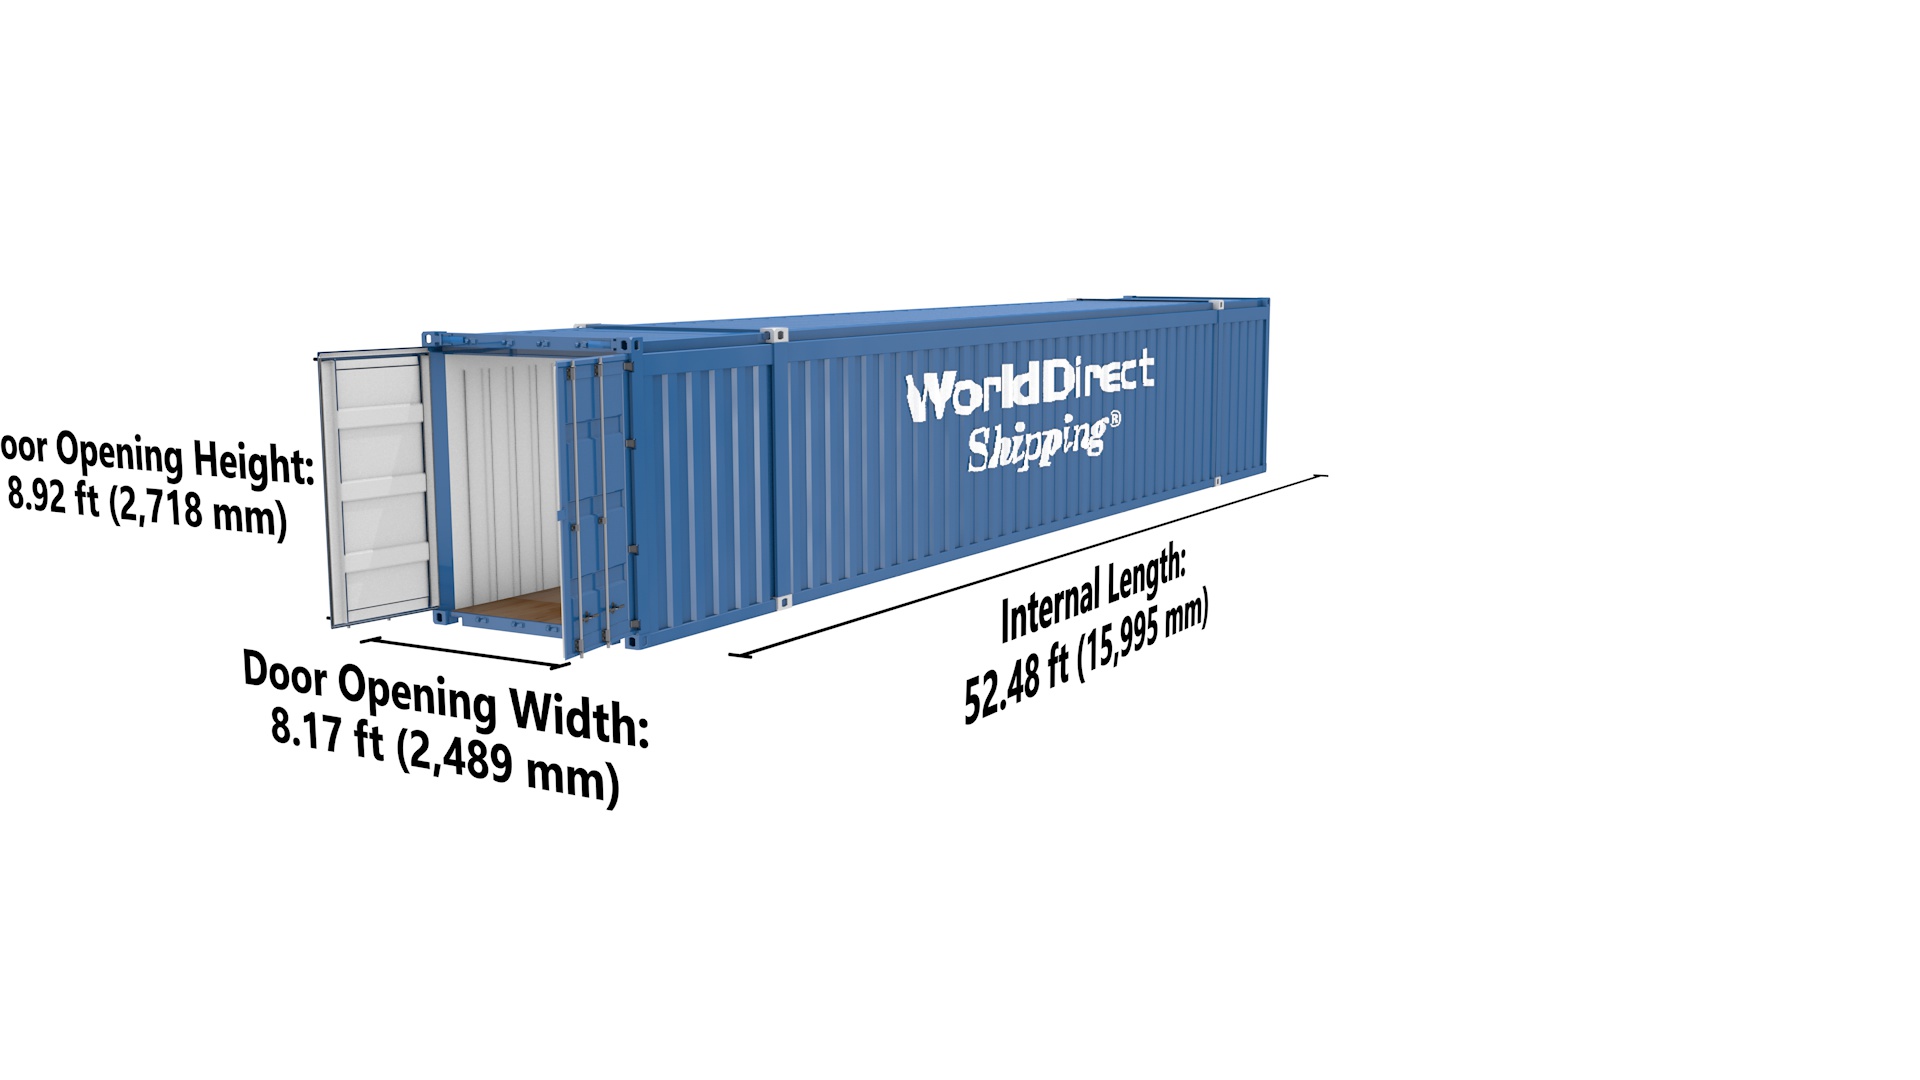 WorldDirect
Shipping®
oor Opening Height:
8.92 ft (2,718 mm)
Door Opening Width:
8.17 ft (2,489 mm)
Internal Length:
52.48 ft (15,995 mm)